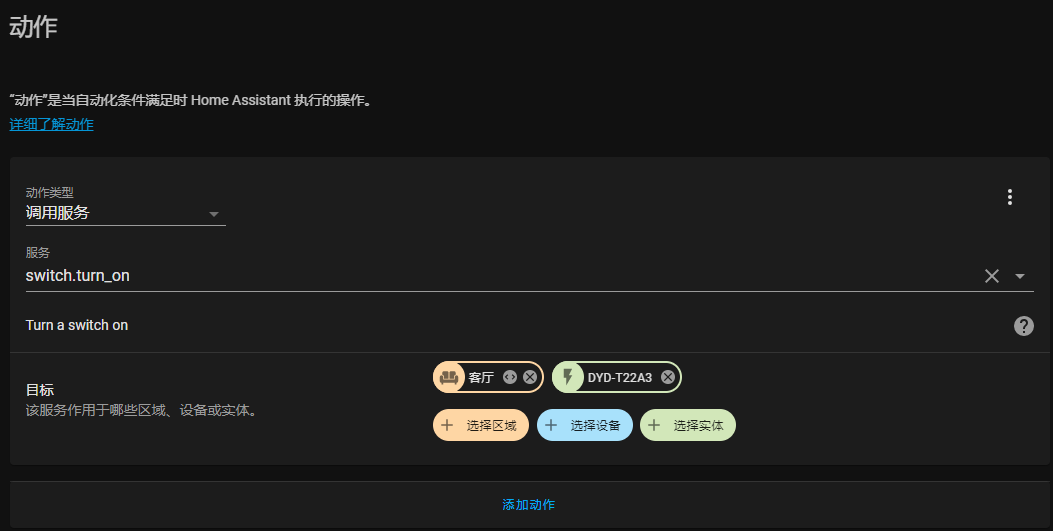 动作
“动作”是当自动化条件满足时 Home Assistant 执行的操作。
详细了解动作
动作类型
调用服务
服务
switch.turn_on
Turn a switch on
目标
该服务作用于哪些区域、设备或实体。
客厅 DYD-T22A3
选择区域 选择设备 选择实体
添加动作